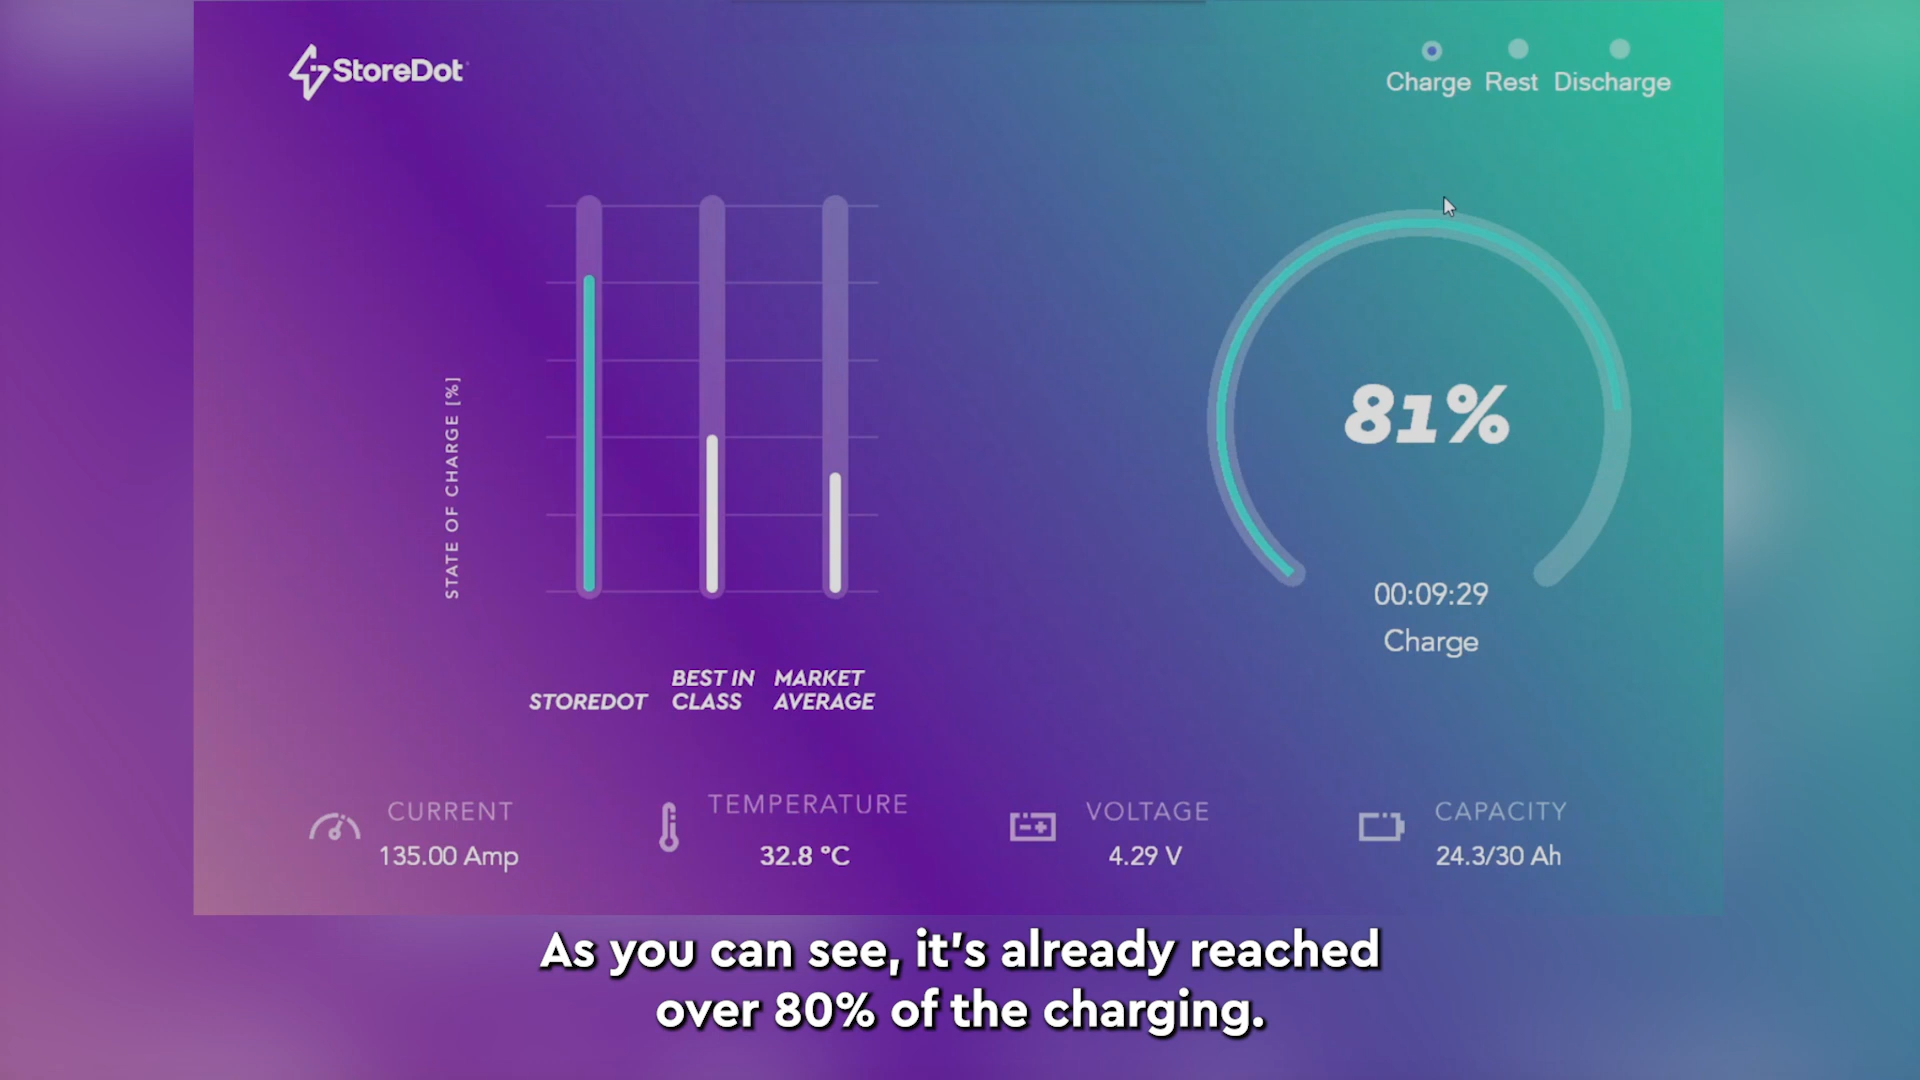 StoreDot
Charge Rest Discharge
STATE OF CHARGE [%]
81%
00:09:29
Charge
STOREDOT
BEST IN
CLASS
MARKET
AVERAGE
CURRENT
135.00 Amp
TEMPERATURE
32.8 °C
VOLTAGE
4.29 V
CAPACITY
24.3/30 Ah
As you can see, it's already reached
over 80% of the charging.